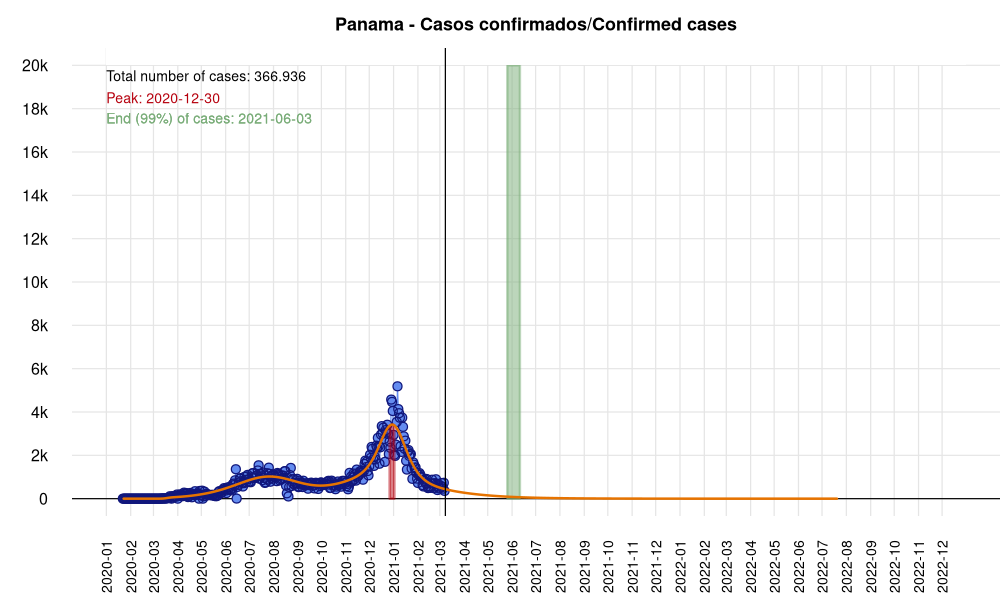 Panama - Casos confirmados/Confirmed cases
Total number of cases: 366.936
Peak: 2020-12-30
End (99%) of cases: 2021-06-03
20k
18k
16k
14k
12k
10k
8k
6k
4k
2k
0
2020-01
2020-02
2020-03
2020-04
2020-05
2020-06
2020-07
2020-08
2020-09
2020-10
2020-11
2020-12
2021-01
2021-02
2021-03
2021-04
2021-05
2021-06
2021-07
2021-08
2021-09
2021-10
2021-11
2021-12
2022-01
2022-02
2022-03
2022-04
2022-05
2022-06
2022-07
2022-08
2022-09
2022-10
2022-11
2022-12